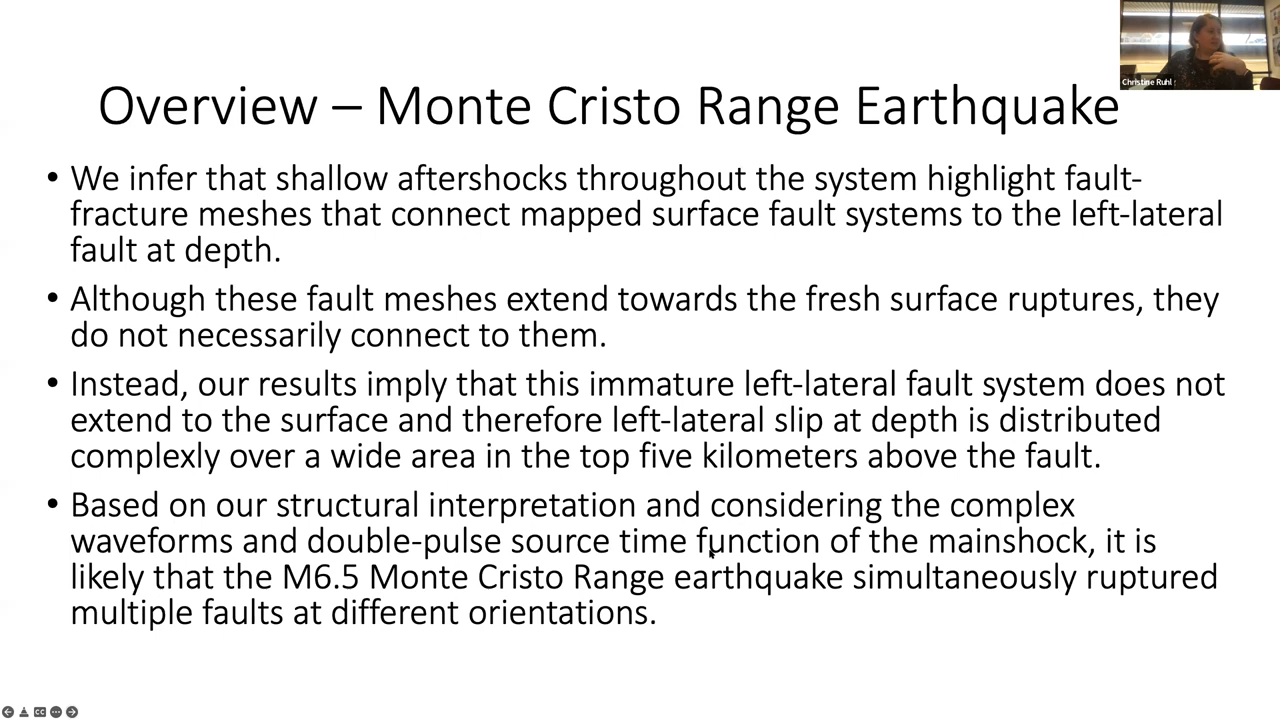 Christine Ruhl
Overview – Monte Cristo Range Earthquake
• We infer that shallow aftershocks throughout the system highlight fault-
fracture meshes that connect mapped surface fault systems to the left-lateral
fault at depth.
• Although these fault meshes extend towards the fresh surface ruptures, they
do not necessarily connect to them.
• Instead, our results imply that this immature left-lateral fault system does not
extend to the surface and therefore left-lateral slip at depth is distributed
complexly over a wide area in the top five kilometers above the fault.
• Based on our structural interpretation and considering the complex
waveforms and double-pulse source time function of the mainshock, it is
likely that the M6.5 Monte Cristo Range earthquake simultaneously ruptured
multiple faults at different orientations.